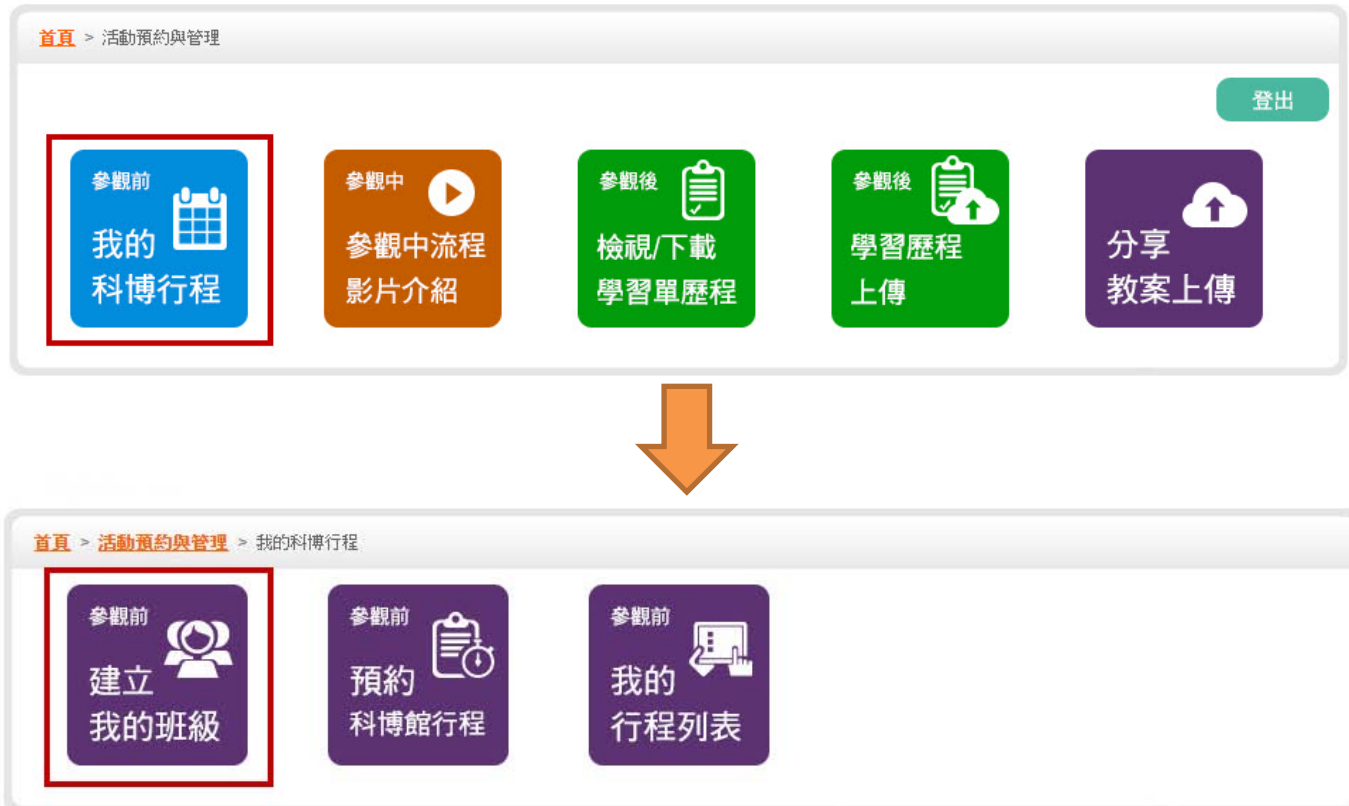 首頁 > 活動預約與管理
登出
參觀前
我的
科博行程
參觀中
參觀中流程
影片介紹
參觀後
檢視/下載
學習單歷程
參觀後
學習歷程
上傳
分享
教案上傳
首頁 > 活動預約與管理 > 我的科博行程
參觀前
建立
我的班級
參觀前
預約
科博館行程
參觀前
我的
行程列表